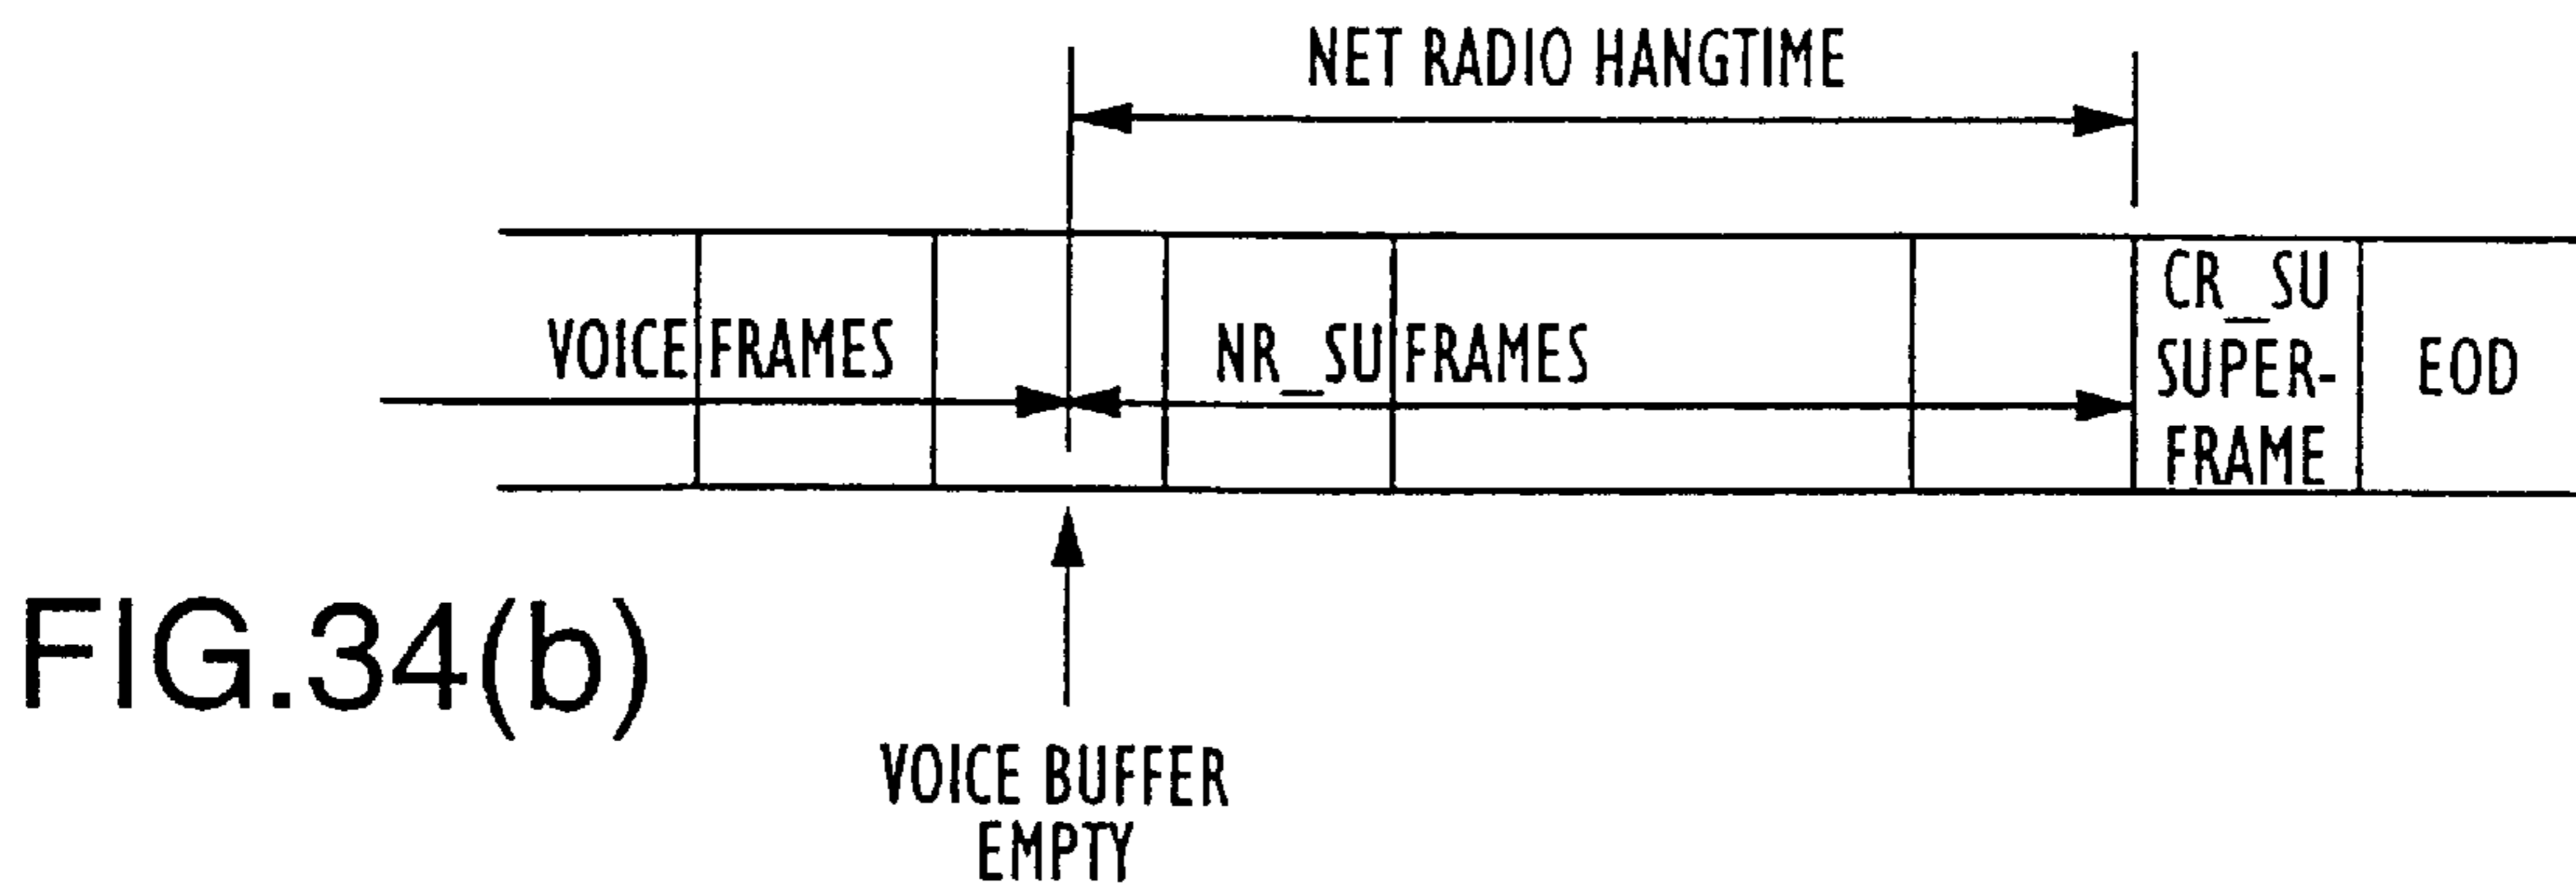 NET RADIO HANGTIME
VOICE FRAMES
NR_SU FRAMES
CR_SU
SUPER-
FRAME
EOD
FIG.34(b)
VOICE BUFFER
EMPTY